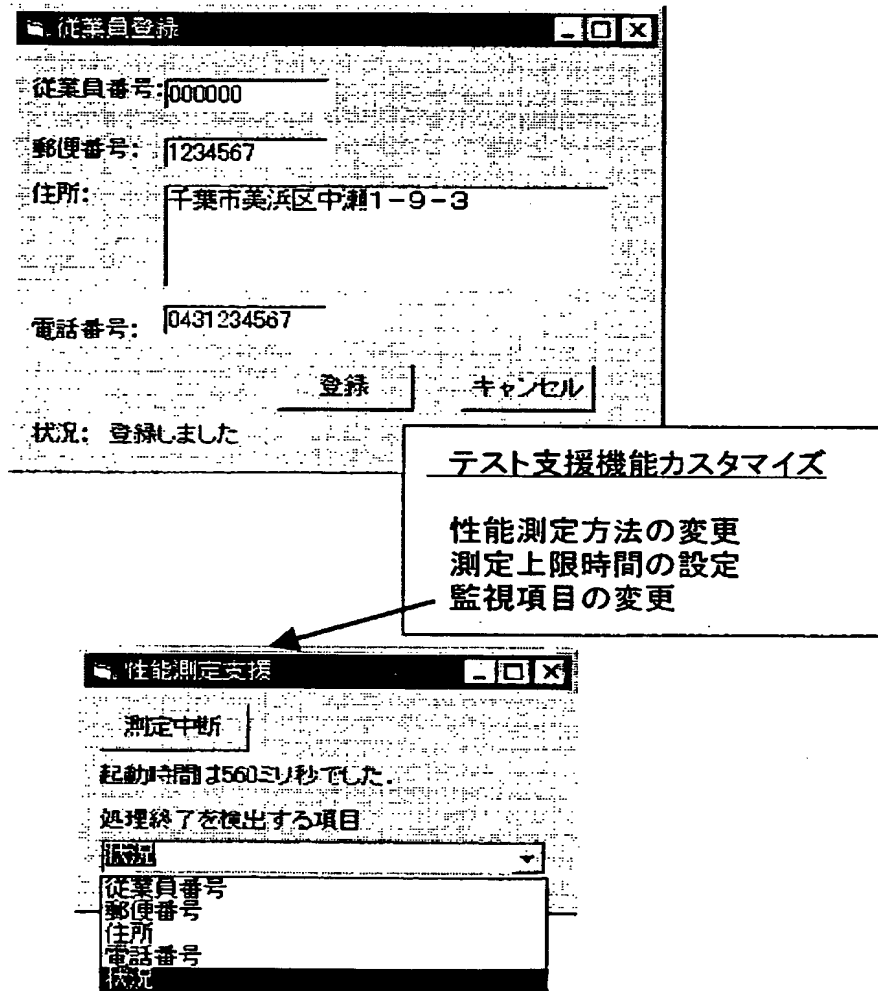 従業員登録
従業員番号: 000000
郵便番号: 1234567
住所: 千葉市美浜区中瀬1-9-3
電話番号: 0431234567
登録 キャンセル
状況: 登録しました
テスト支援機能カスタマイズ
性能測定方法の変更
測定上限時間の設定
監視項目の変更
性能測定支援
測定中断
起動時間は560ミリ秒でした.
処理終了を検出する項目
状況
従業員番号
郵便番号
住所
電話番号
状況